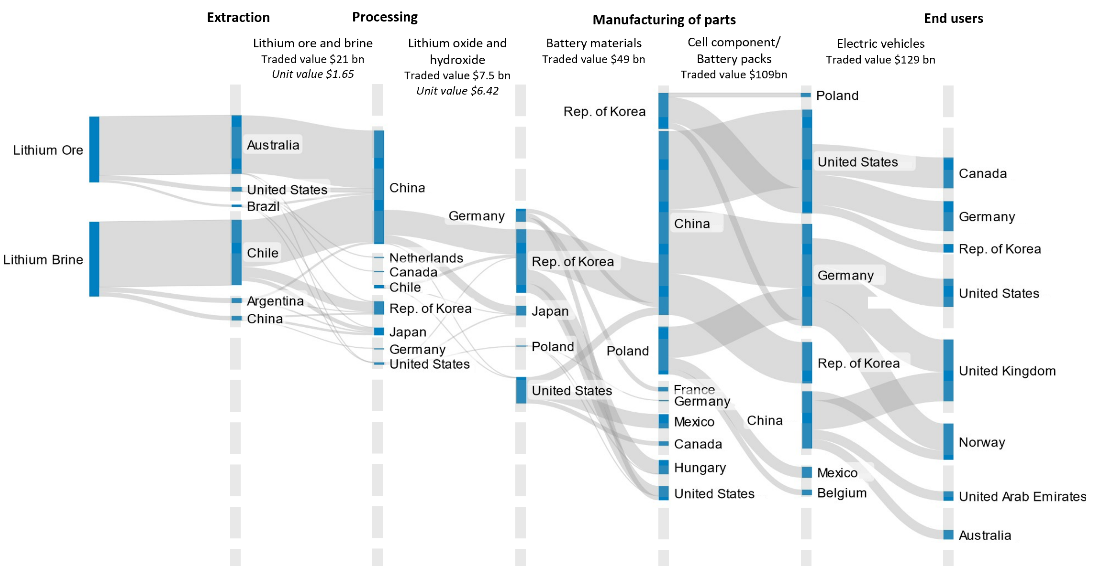 Extraction
Processing
Manufacturing of parts
End users
Lithium ore and brine
Traded value $21 bn
Unit value $1.65
Lithium oxide and
hydroxide
Traded value $7.5 bn
Unit value $6.42
Battery materials
Traded value $49 bn
Cell component/
Battery packs
Traded value $109bn
Electric vehicles
Traded value $129 bn
Lithium Ore
Lithium Brine
Australia
United States
Brazil
Chile
Argentina
China
China
Netherlands
Canada
Chile
Rep. of Korea
Japan
Germany
United States
Germany
Rep. of Korea
Japan
Poland
United States
Rep. of Korea
China
Poland
France
Germany
Mexico
Canada
Hungary
United States
Poland
United States
Germany
Rep. of Korea
China
Mexico
Belgium
Canada
Germany
Rep. of Korea
United States
United Kingdom
Norway
United Arab Emirates
Australia